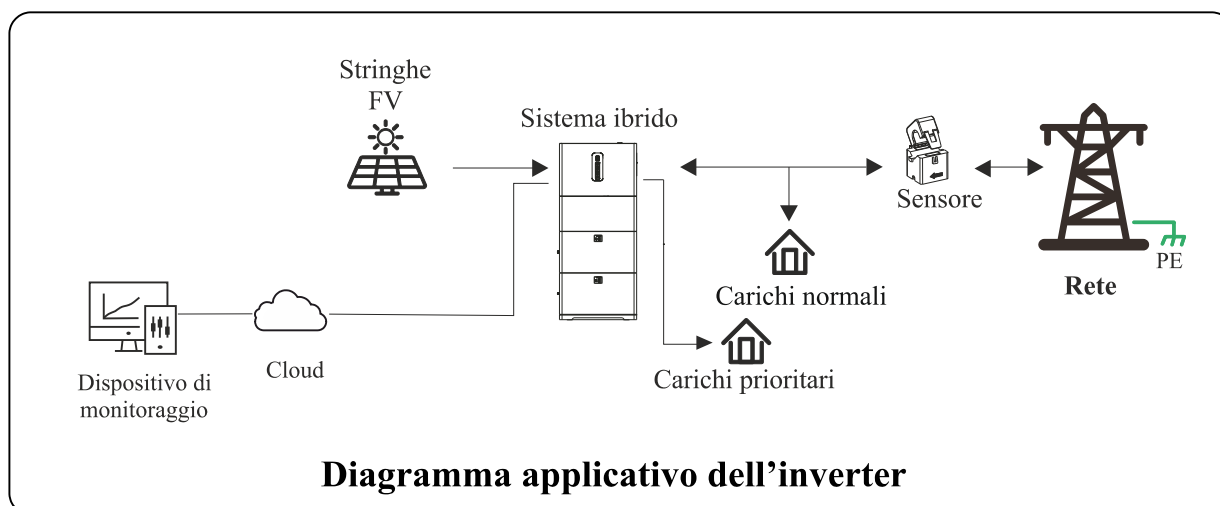 Stringhe
FV
Sistema ibrido
Sensore
PE
Rete
Carichi normali
Carichi prioritari
Cloud
Dispositivo di
monitoraggio
Diagramma applicativo dell'inverter